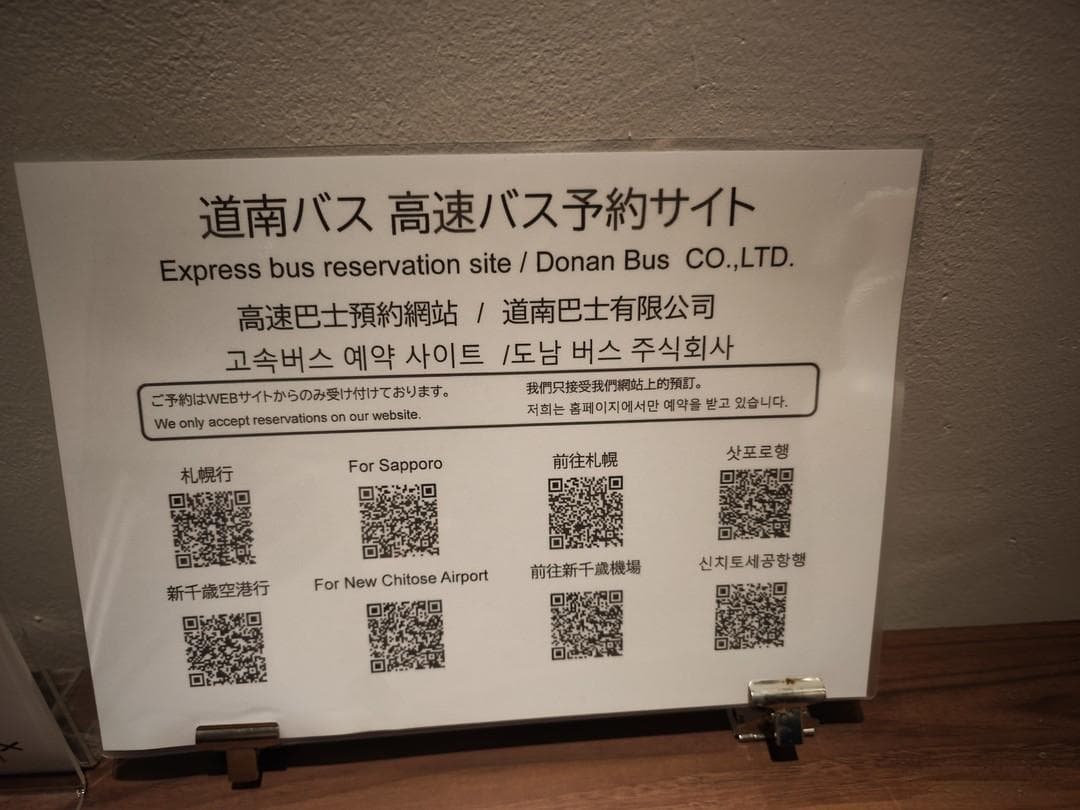 道南バス 高速バス予約サイト
Express bus reservation site / Donan Bus CO.,LTD.
高速巴士預約網站 / 道南巴士有限公司
고속버스 예약 사이트 /도남 버스 주식회사
ご予約はWEBサイトからのみ受け付けております。
We only accept reservations on our website.
我們只接受我們網站上的預訂。
저희는 홈페이지에서만 예약을 받고 있습니다.
札幌行
For Sapporo
前往札幌
삿포로행
新千歳空港行
For New Chitose Airport
前往新千歲機場
신치토세공항행